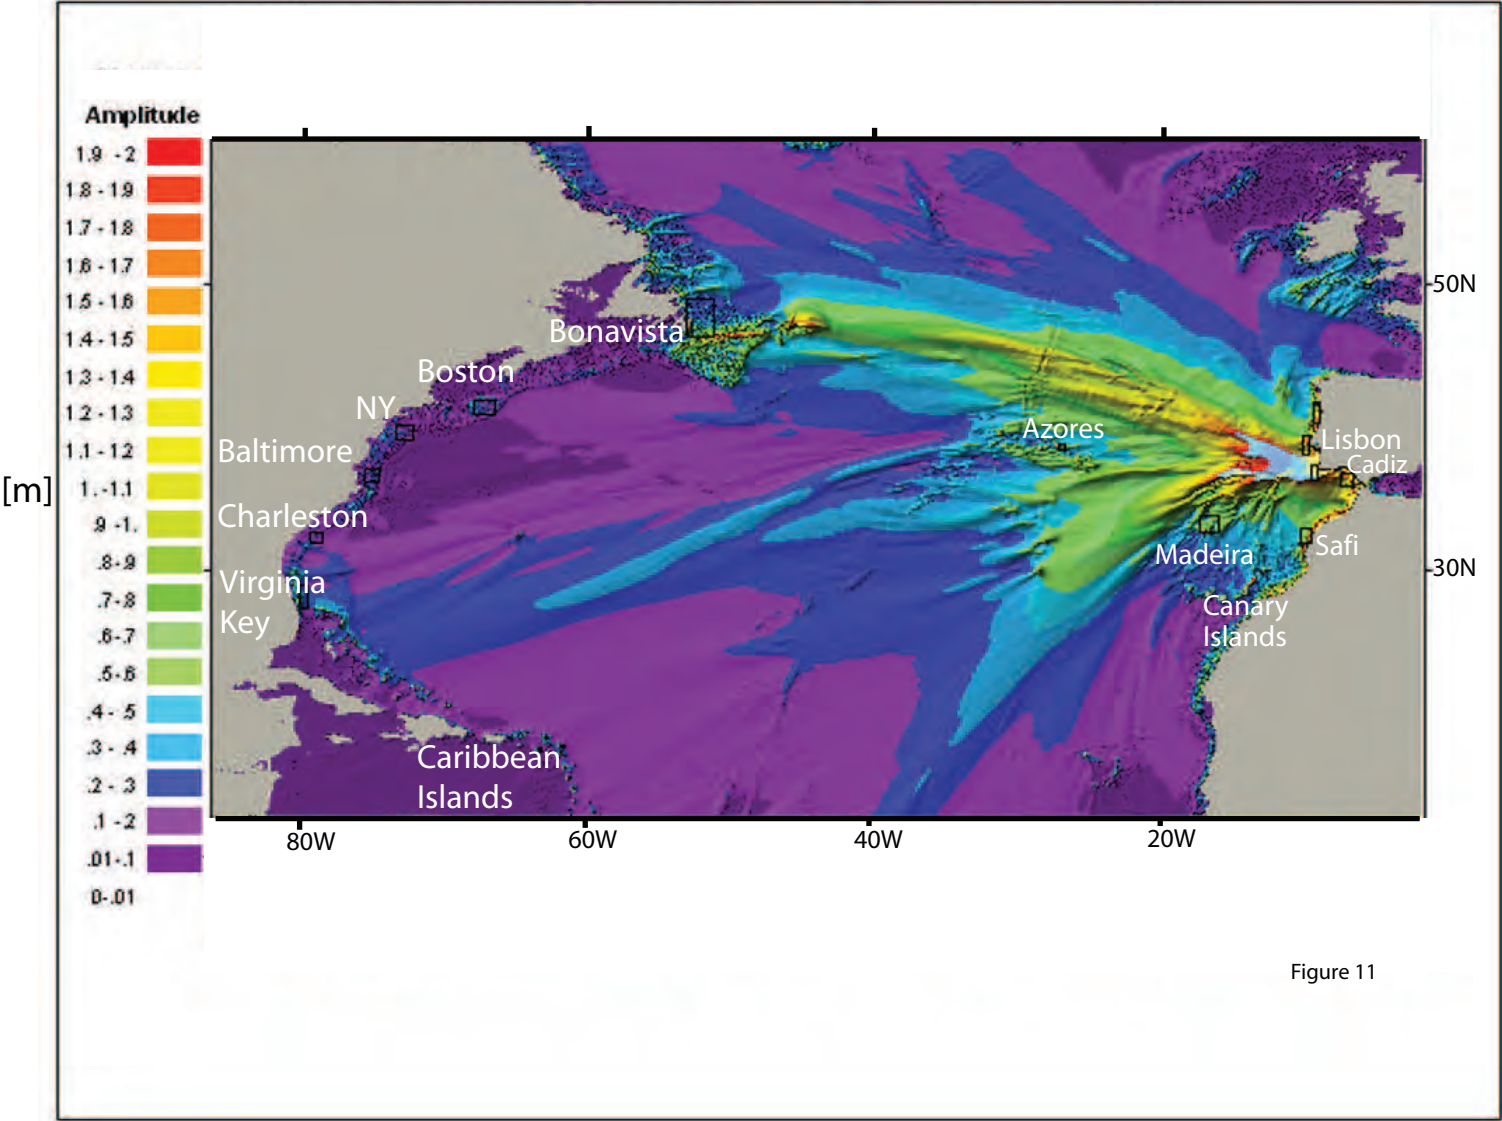 Amplitude
1.9 - 2
1.8 - 1.9
1.7 - 1.8
1.6 - 1.7
1.5 - 1.6
1.4 - 1.5
1.3 - 1.4
1.2 - 1.3
1.1 - 1.2
1. - 1.1
.9 - 1.
.8-.9
.7-.8
.6-.7
.5-.6
.4 - .5
.3 - .4
.2 - .3
.1 - .2
.01-.1
0-.01
[m]
50N
30N
80W
60W
40W
20W
Bonavista
Boston
NY
Baltimore
Charleston
Virginia
Key
Caribbean
Islands
Azores
Lisbon
Cadiz
Madeira
Safi
Canary
Islands
Figure 11